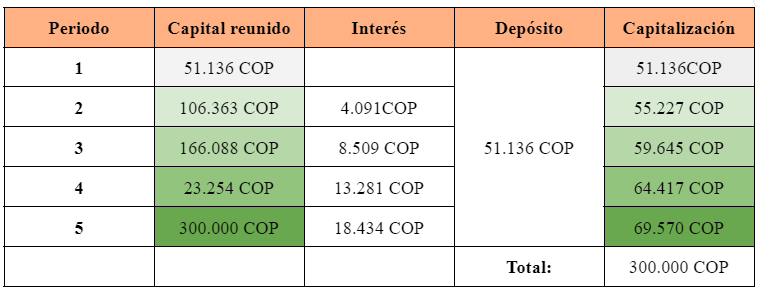 Periodo Capital reunido Interés Depósito Capitalización
1 51.136 COP 51.136COP
2 106.363 COP 4.091COP 55.227 COP
3 166.088 COP 8.509 COP 51.136 COP 59.645 COP
4 23.254 COP 13.281 COP 64.417 COP
5 300.000 COP 18.434 COP 69.570 COP
Total: 300.000 COP